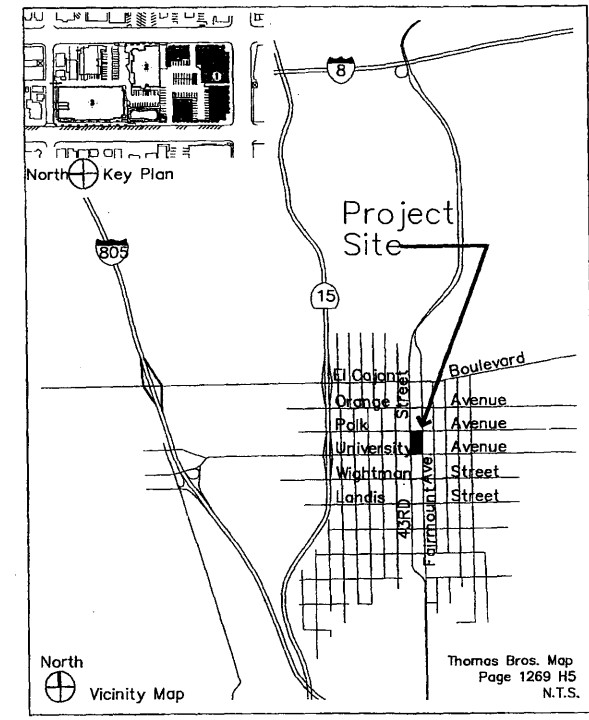 8
1
North Key Plan
Project
Site
805
15
El Cajon Boulevard
Orange Avenue
Polk Avenue
University Avenue
Wightman Street
Landis Street
43RD Street
Fairmount Ave.
North
Vicinity Map
Thomas Bros. Map
Page 1269 H5
N.T.S.